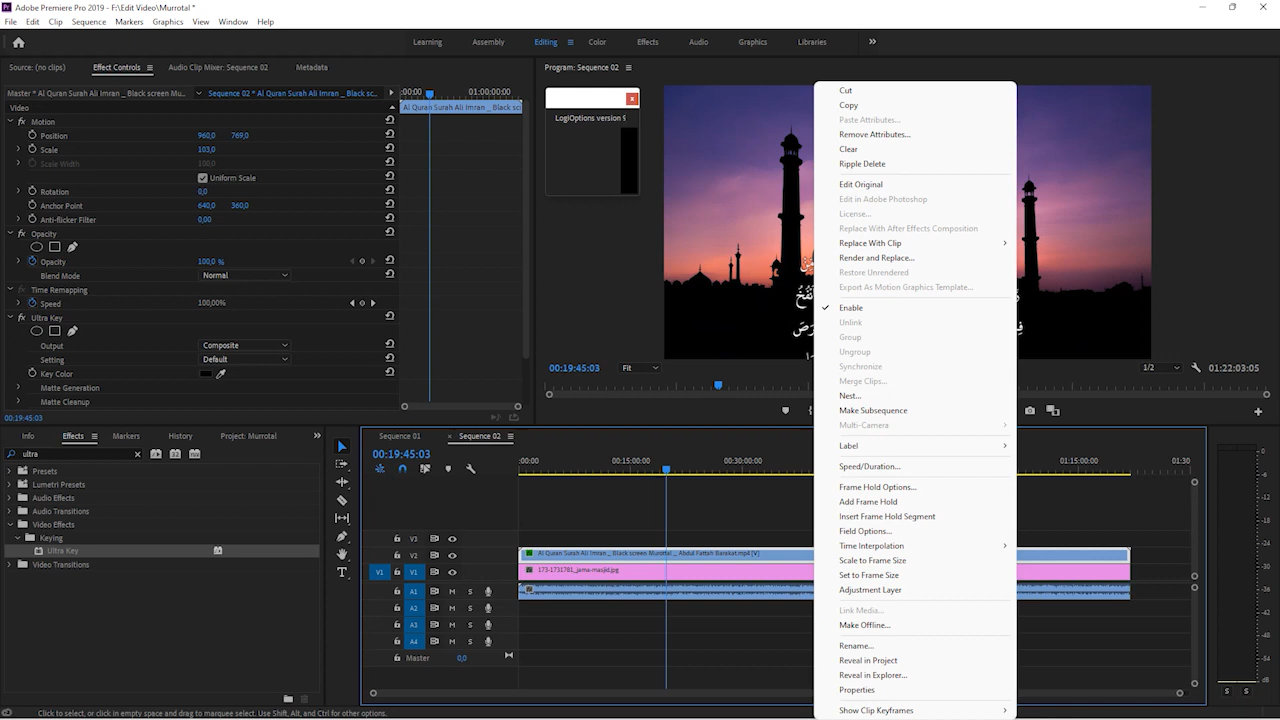 Adobe Premiere Pro 2019 - F:\Edit Video\Murrotal *
File Edit Clip Sequence Markers Graphics View Window Help
Learning Assembly Editing Color Effects Audio Graphics Libraries
Source: (no clips) Effect Controls Audio Clip Mixer: Sequence 02 Metadata
Program: Sequence 02
Master * Al Quran Surah Ali Imran _ Black screen Mu... Sequence 02 * Al Quran Surah Ali Imran _ Black sc...
:00:00 01:00:00:00
Video
Al Quran Surah Ali Imran _ Black sc
Motion
Position 960,0 769,0
Scale 103,0
Scale Width 100,0
Uniform Scale
Rotation 0,0
Anchor Point 640,0 360,0
Anti-flicker Filter 0,00
Opacity
Opacity 100,0 %
Blend Mode Normal
Time Remapping
Speed 100,00%
Ultra Key
Output Composite
Setting Default
Key Color
Matte Generation
Matte Cleanup
00:19:45:03
LogiOptions version 9
00:19:45:03 Fit 1/2 01:22:03:05
Cut
Copy
Paste Attributes...
Remove Attributes...
Clear
Ripple Delete
Edit Original
Edit in Adobe Photoshop
License...
Replace With After Effects Composition
Replace With Clip
Render and Replace...
Restore Unrendered
Export As Motion Graphics Template...
Enable
Unlink
Group
Ungroup
Synchronize
Merge Clips...
Nest...
Make Subsequence
Multi-Camera
Label
Speed/Duration...
Frame Hold Options...
Add Frame Hold
Insert Frame Hold Segment
Field Options...
Time Interpolation
Scale to Frame Size
Set to Frame Size
Adjustment Layer
Link Media...
Make Offline...
Rename...
Reveal in Project
Reveal in Explorer...
Properties
Show Clip Keyframes
Info Effects Markers History Project: Murrotal
ultra
Presets
Lumetri Presets
Audio Effects
Audio Transitions
Video Effects
Keying
Ultra Key
Video Transitions
Sequence 01 Sequence 02
00:19:45:03
:00:00 00:15:00:00 00:30:00:00 01:15:00:00 01:30
V3
V2 Al Quran Surah Ali Imran _ Black screen Murottal _ Abdul Fattah Barakat.mp4 [V]
V1 V1 173-1731781_jama-masjid.jpg
A1 M S
A2 M S
A3 M S
A4 M S
Master 0,0
0
-48
-54
dB
S S
Click to select, or click in empty space and drag to marquee select. Use Shift, Alt, and Ctrl for other options.